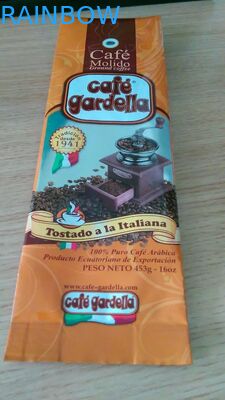 RAINBOW
Café
Molido
Ground coffee
café
gardella
Tradición
desde
1941
Tostado a la Italiana
100% Puro Café Arábica
Producto Ecuatoriano de Exportación
PESO NETO 453g - 16oz
www.cafe-gardella.com
café gardella